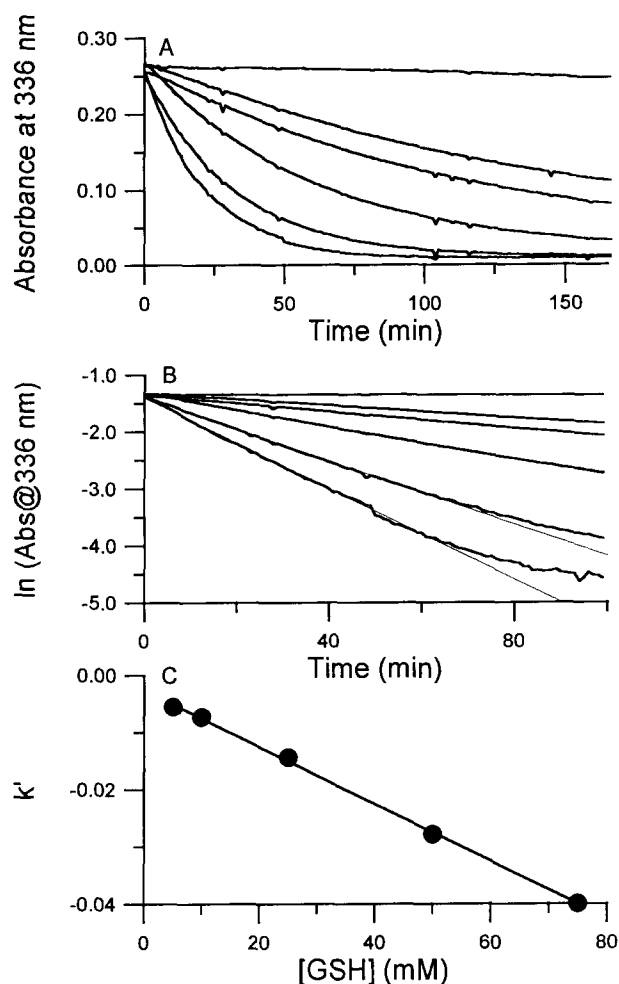 A
Absorbance at 336 nm
0.30
0.20
0.10
0.00
0
50
100
150
Time (min)
B
ln (Abs@336 nm)
-1.0
-2.0
-3.0
-4.0
-5.0
0
40
80
Time (min)
C
k'
0.00
-0.02
-0.04
0
20
40
60
80
[GSH] (mM)